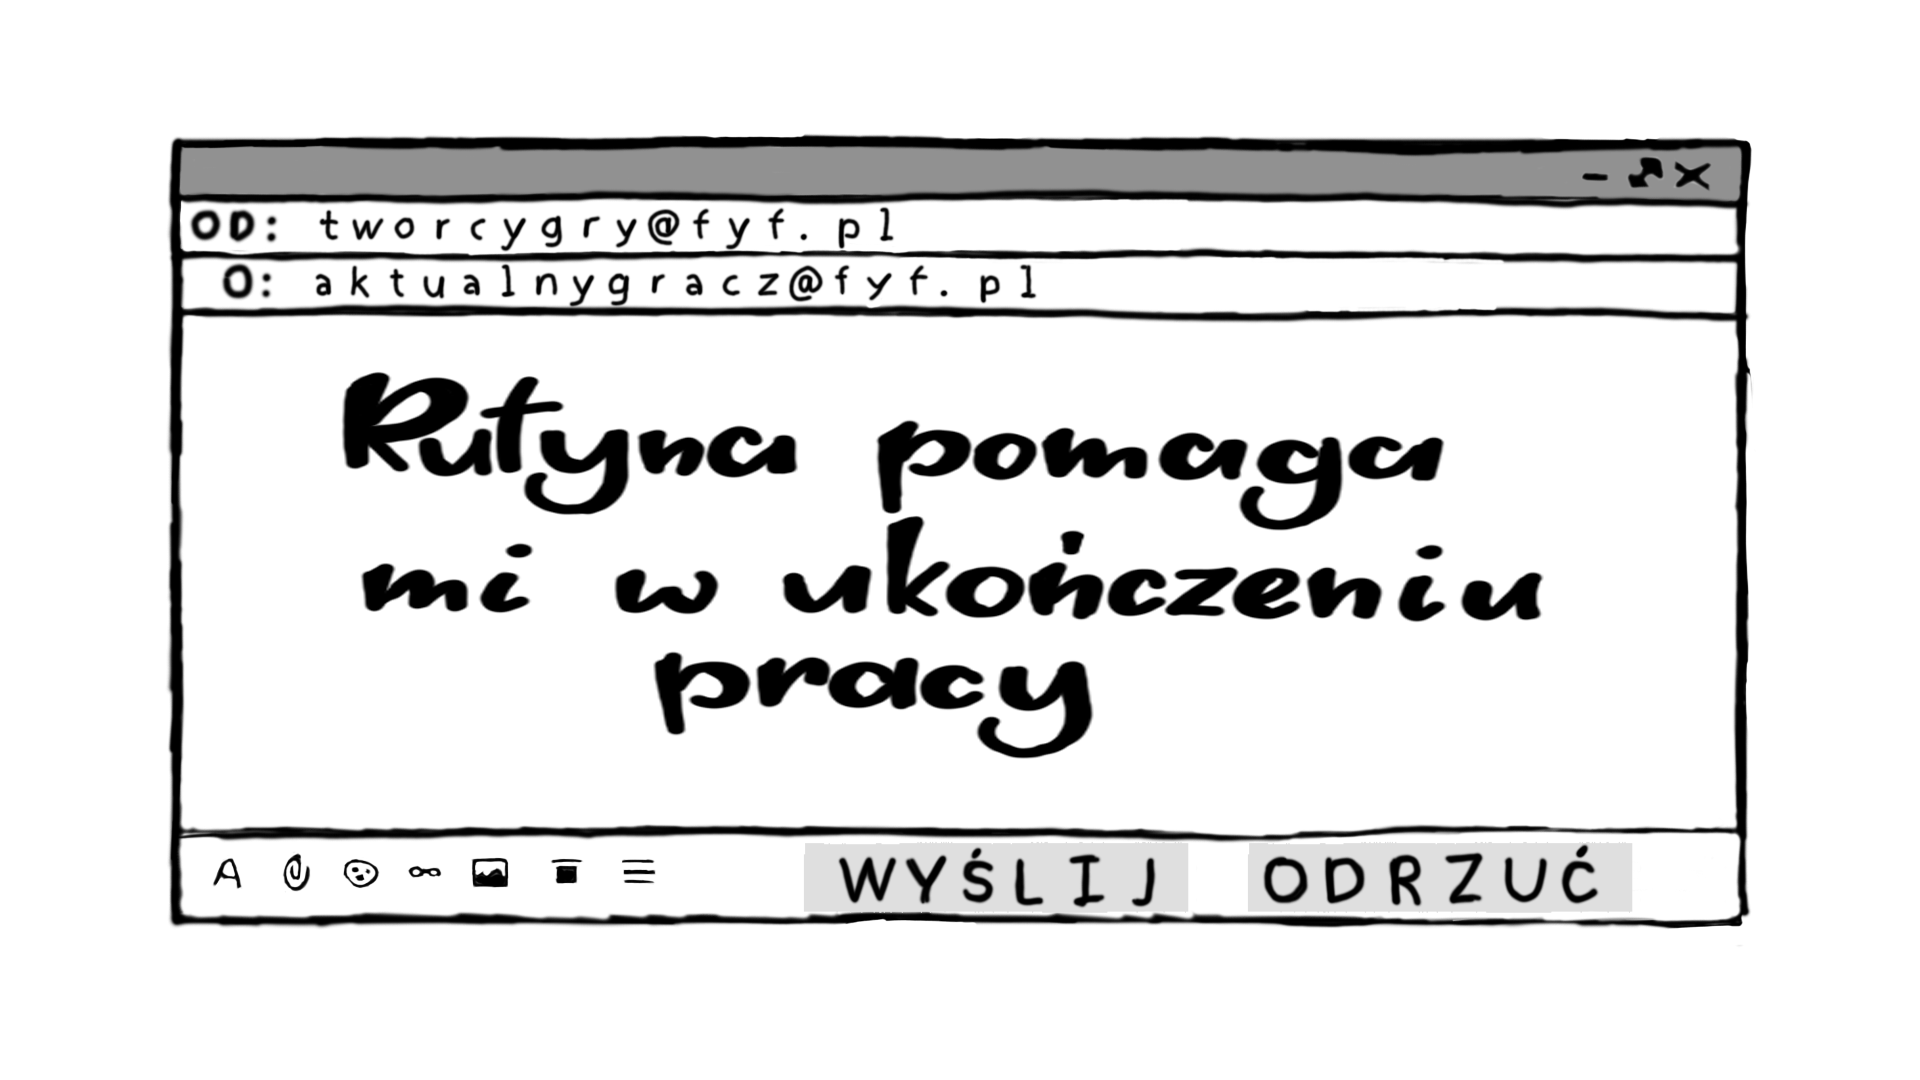 OD: tworcygry@fyf.pl
O: aktualnygracz@fyf.pl
Rutyna pomaga
mi w ukończeniu
pracy
A
WYŚLIJ ODRZUĆ